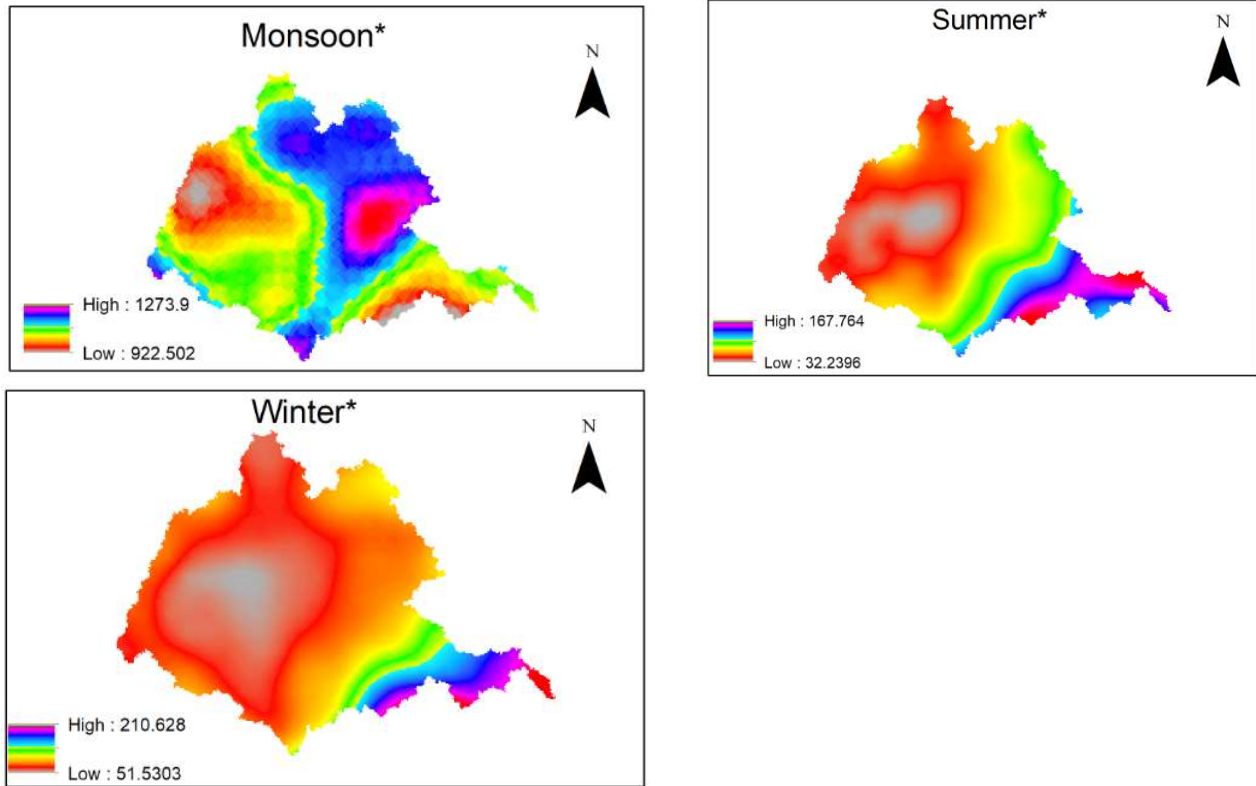 Monsoon*
N
High : 1273.9
Low : 922.502
Summer*
N
High : 167.764
Low : 32.2396
Winter*
N
High : 210.628
Low : 51.5303